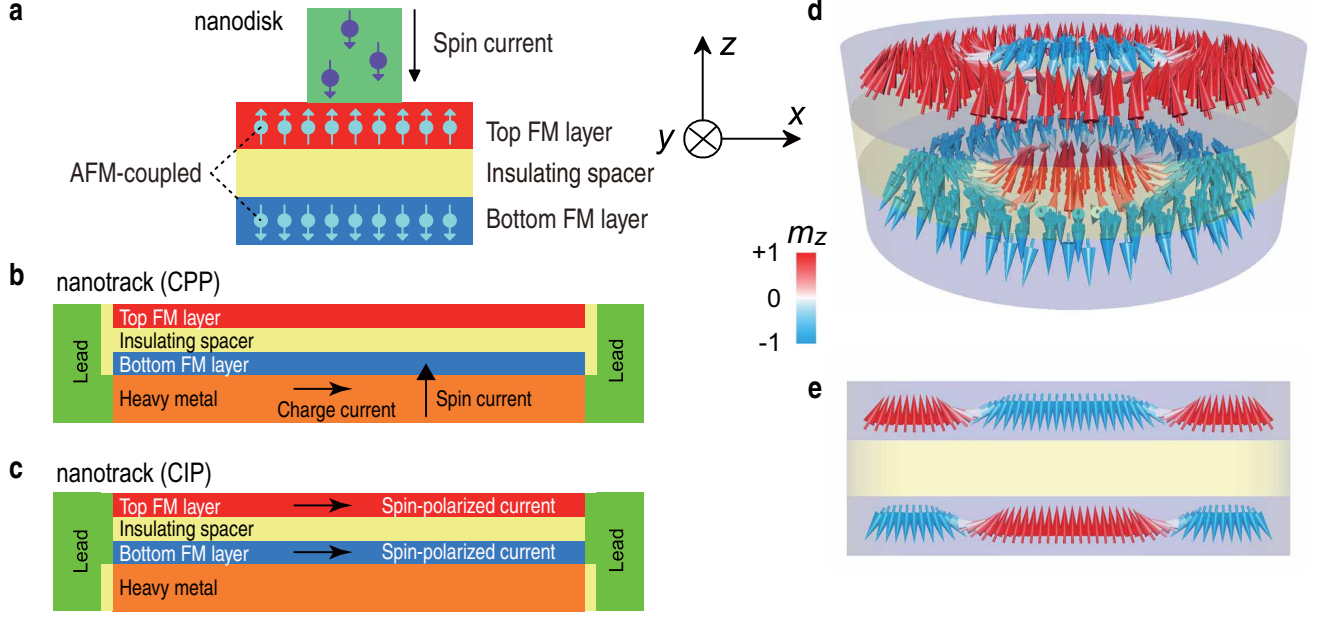 a
nanodisk
Spin current
Top FM layer
AFM-coupled
Insulating spacer
Bottom FM layer
z
x
y
b
nanotrack (CPP)
Lead
Top FM layer
Insulating spacer
Bottom FM layer
Heavy metal
Charge current
Spin current
Lead
c
nanotrack (CIP)
Lead
Top FM layer
Spin-polarized current
Insulating spacer
Bottom FM layer
Spin-polarized current
Heavy metal
Lead
d
mz
+1
0
-1
e